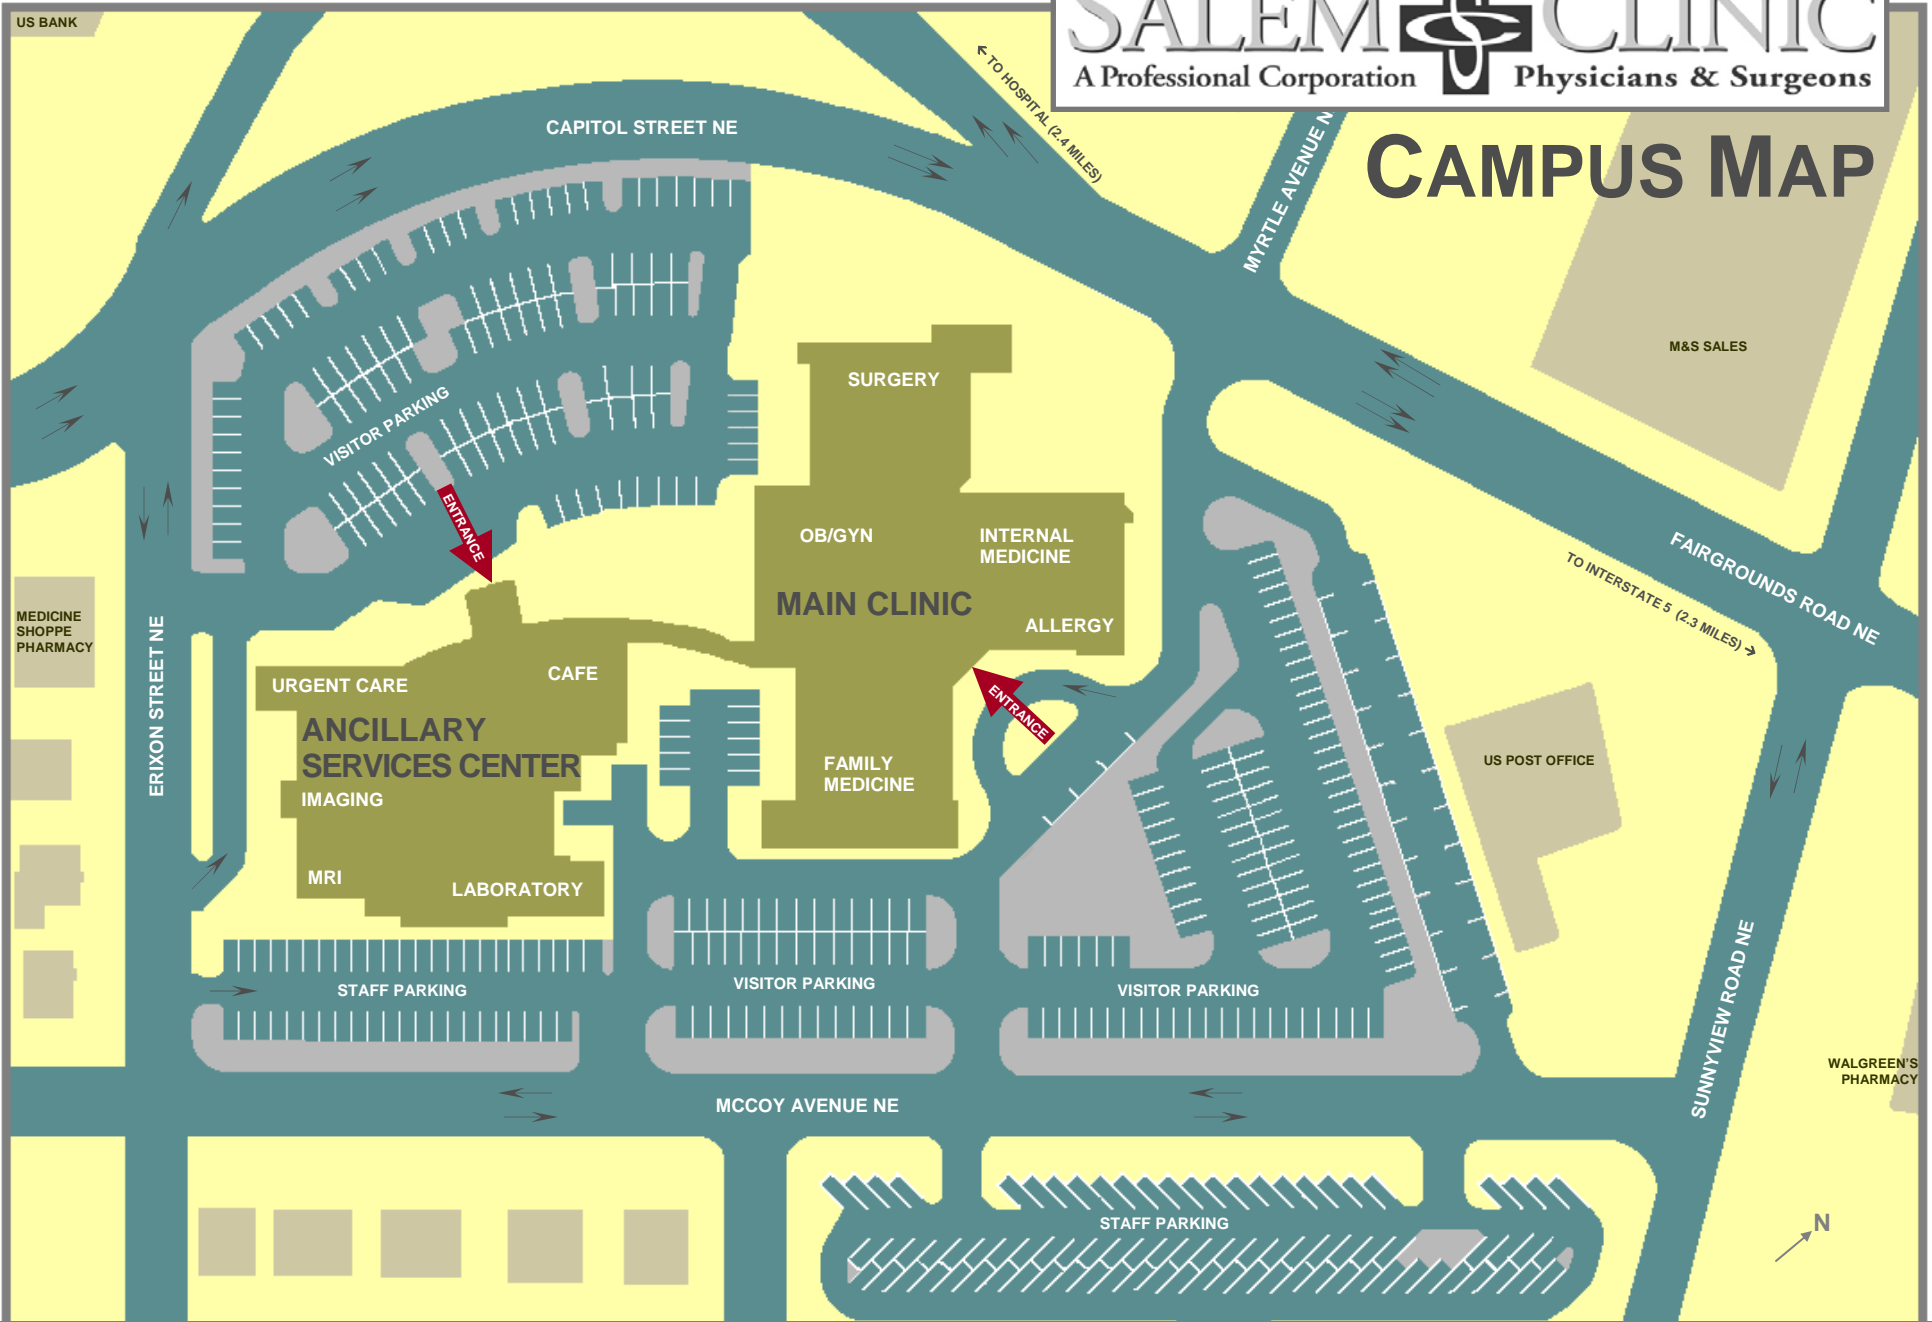 US BANK
SALEM CLINIC
A Professional Corporation Physicians & Surgeons
CAMPUS MAP
← TO HOSPITAL (2.4 MILES)
CAPITOL STREET NE
MYRTLE AVENUE N
M&S SALES
VISITOR PARKING
ENTRANCE
SURGERY
OB/GYN
INTERNAL
MEDICINE
MAIN CLINIC
ALLERGY
ENTRANCE
FAMILY
MEDICINE
FAIRGROUNDS ROAD NE
TO INTERSTATE 5 (2.3 MILES) →
MEDICINE
SHOPPE
PHARMACY
ERIXON STREET NE
URGENT CARE
CAFE
ANCILLARY
SERVICES CENTER
IMAGING
MRI
LABORATORY
US POST OFFICE
STAFF PARKING
VISITOR PARKING
VISITOR PARKING
SUNNYVIEW ROAD NE
WALGREEN'S
PHARMACY
MCCOY AVENUE NE
STAFF PARKING
N